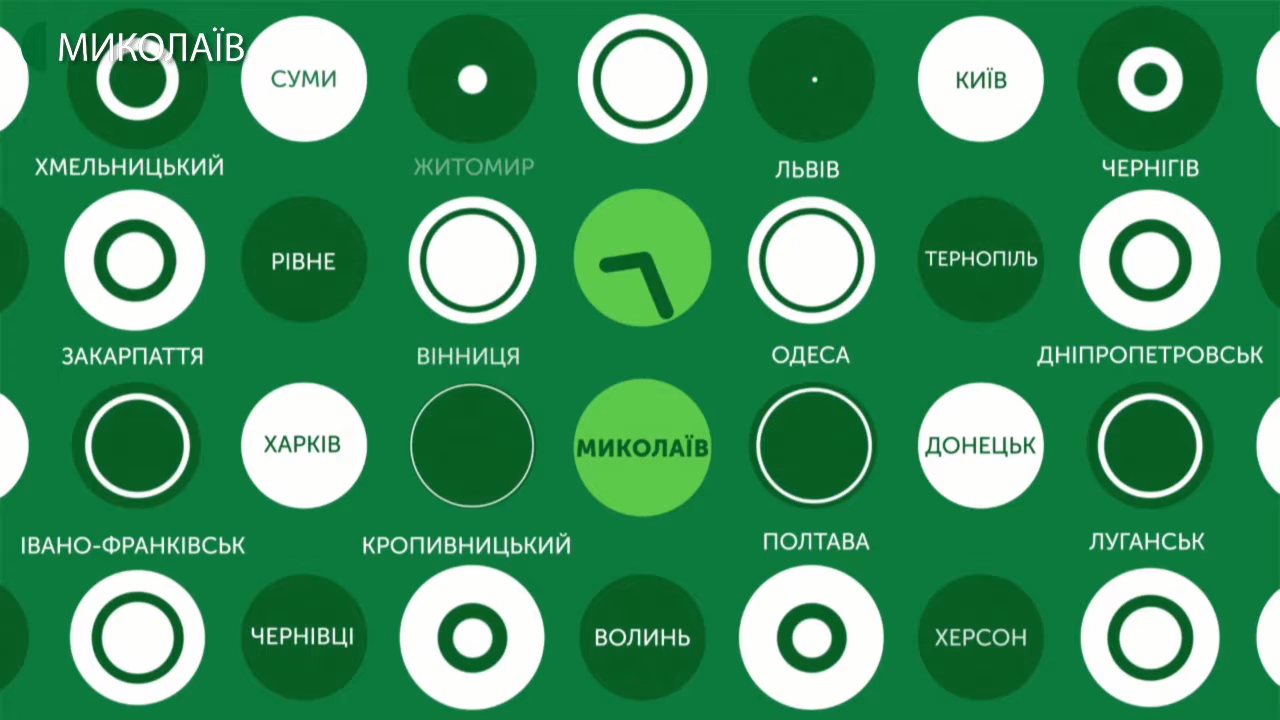 МИКОЛАЇВ
СУМИ
КИЇВ
ХМЕЛЬНИЦЬКИЙ
ЖИТОМИР
ЛЬВІВ
ЧЕРНІГІВ
РІВНЕ
ТЕРНОПІЛЬ
ЗАКАРПАТТЯ
ВІННИЦЯ
ОДЕСА
ДНІПРОПЕТРОВСЬК
ХАРКІВ
МИКОЛАЇВ
ДОНЕЦЬК
ІВАНО-ФРАНКІВСЬК
КРОПИВНИЦЬКИЙ
ПОЛТАВА
ЛУГАНСЬК
ЧЕРНІВЦІ
ВОЛИНЬ
ХЕРСОН